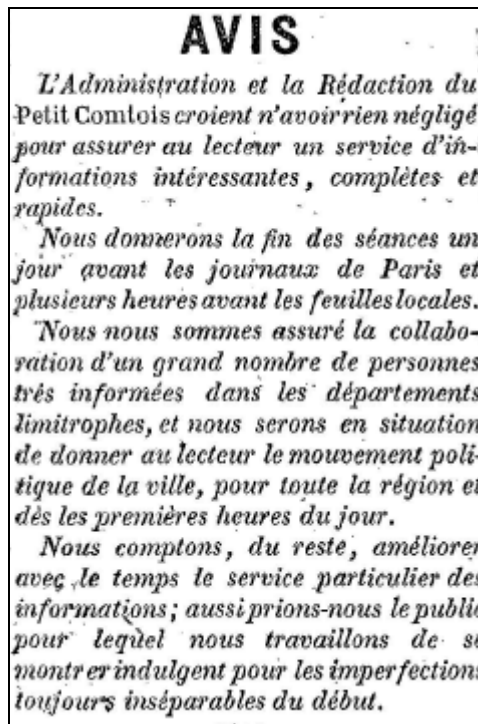 AVIS
L'Administration et la Rédaction du
Petit Comtois croient n'avoir rien négligé
pour assurer au lecteur un service d'in-
formations intéressantes, complètes et
rapides.
Nous donnerons la fin des séances un
jour avant les journaux de Paris et
plusieurs heures avant les feuilles locales.
Nous nous sommes assuré la collabo-
ration d'un grand nombre de personnes
très informées dans les départements
limitrophes, et nous serons en situation
de donner au lecteur le mouvement poli-
tique de la ville, pour toute la région et
dès les premières heures du jour.
Nous comptons, du reste, améliorer
avec le temps le service particulier des
informations ; aussi prions-nous le public
pour lequel nous travaillons de se
montrer indulgent pour les imperfections
toujours inséparables du début.